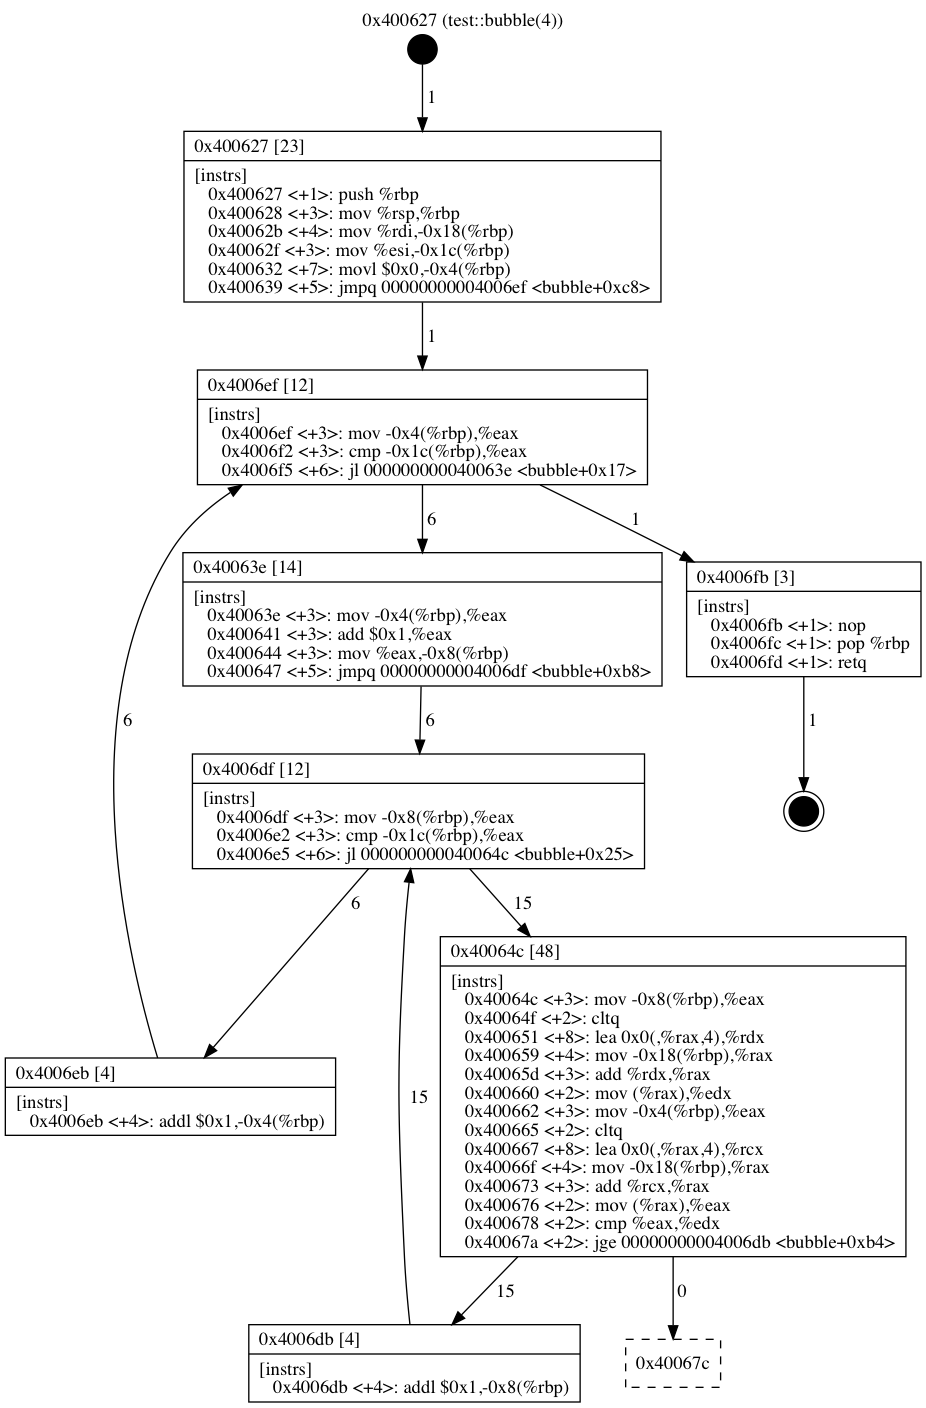 0x400627 (test::bubble(4))
1
0x400627 [23]
[instrs]
0x400627 <+1>: push %rbp
0x400628 <+3>: mov %rsp,%rbp
0x40062b <+4>: mov %rdi,-0x18(%rbp)
0x40062f <+3>: mov %esi,-0x1c(%rbp)
0x400632 <+7>: movl $0x0,-0x4(%rbp)
0x400639 <+5>: jmpq 00000000004006ef <bubble+0xc8>
1
0x4006ef [12]
[instrs]
0x4006ef <+3>: mov -0x4(%rbp),%eax
0x4006f2 <+3>: cmp -0x1c(%rbp),%eax
0x4006f5 <+6>: jl 000000000040063e <bubble+0x17>
6
1
0x40063e [14]
[instrs]
0x40063e <+3>: mov -0x4(%rbp),%eax
0x400641 <+3>: add $0x1,%eax
0x400644 <+3>: mov %eax,-0x8(%rbp)
0x400647 <+5>: jmpq 00000000004006df <bubble+0xb8>
0x4006fb [3]
[instrs]
0x4006fb <+1>: nop
0x4006fc <+1>: pop %rbp
0x4006fd <+1>: retq
6
6
1
0x4006df [12]
[instrs]
0x4006df <+3>: mov -0x8(%rbp),%eax
0x4006e2 <+3>: cmp -0x1c(%rbp),%eax
0x4006e5 <+6>: jl 000000000040064c <bubble+0x25>
6
15
0x40064c [48]
[instrs]
0x40064c <+3>: mov -0x8(%rbp),%eax
0x40064f <+2>: cltq
0x400651 <+8>: lea 0x0(,%rax,4),%rdx
0x400659 <+4>: mov -0x18(%rbp),%rax
0x40065d <+3>: add %rdx,%rax
0x400660 <+2>: mov (%rax),%edx
0x400662 <+3>: mov -0x4(%rbp),%eax
0x400665 <+2>: cltq
0x400667 <+8>: lea 0x0(,%rax,4),%rcx
0x40066f <+4>: mov -0x18(%rbp),%rax
0x400673 <+3>: add %rcx,%rax
0x400676 <+2>: mov (%rax),%eax
0x400678 <+2>: cmp %eax,%edx
0x40067a <+2>: jge 00000000004006db <bubble+0xb4>
0x4006eb [4]
[instrs]
0x4006eb <+4>: addl $0x1,-0x4(%rbp)
15
15
0
0x4006db [4]
[instrs]
0x4006db <+4>: addl $0x1,-0x8(%rbp)
0x40067c